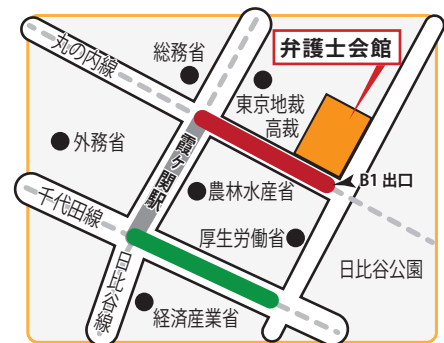 丸の内線
総務省
弁護士会館
東京地裁
高裁
外務省
霞ヶ関駅
B1 出口
農林水産省
千代田線
厚生労働省
日比谷公園
日比谷線
経済産業省